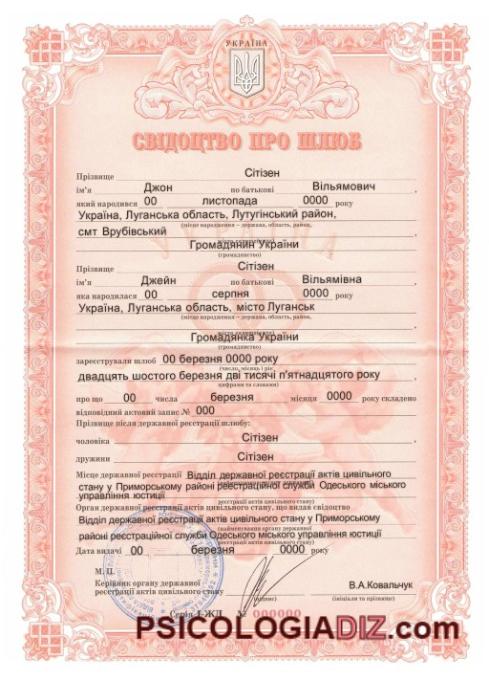 УКРАЇНА
СВІДОЦТВО ПРО ШЛЮБ
Прізвище Сітізен
ім'я Джон по батькові Вільямович ,
який народився 00 листопада 0000 року
Україна, Луганська область, Лутугінський район,
(місце народження – держава, область, район,
смт Врубівський
Громадянин України
(громадянство)
Прізвище Сітізен
ім'я Джейн по батькові Вільямівна ,
яка народилася 00 серпня 0000 року
Україна, Луганська область, місто Луганськ
(місце народження – держава, область, район,
Громадянка України
(громадянство)
зареєстрували шлюб 00 березня 0000 року
(число, місяць і рік
двадцять шостого березня дві тисячі п'ятнадцятого року
цифрами та словами)
про що 00 числа березня місяця 0000 року складено
відповідний актовий запис № 000
Прізвище після державної реєстрації шлюбу:
чоловіка Сітізен ,
дружини Сітізен
Місце державної реєстрації Відділ державної реєстрації актів цивільного
стану у Приморському районі реєстраційної служби Одеського міського
управління юстиції
реєстрації актів цивільного стану)
Орган державної реєстрації актів цивільного стану, що видав свідоцтво
Відділ державної реєстрації актів цивільного стану у Приморському
(найменування органу державної
районі реєстраційної служби Одеського міського управління юстиції
реєстрації актів цивільного стану)
Дата видачі 00 березня 0000 року
М. П.
Керівник органу державної
реєстрації актів цивільного стану
В.А.Ковальчук
(підпис) (ініціали та прізвище)
Серія І-ЖД № 000000
PSICOLOGIADIZ.com